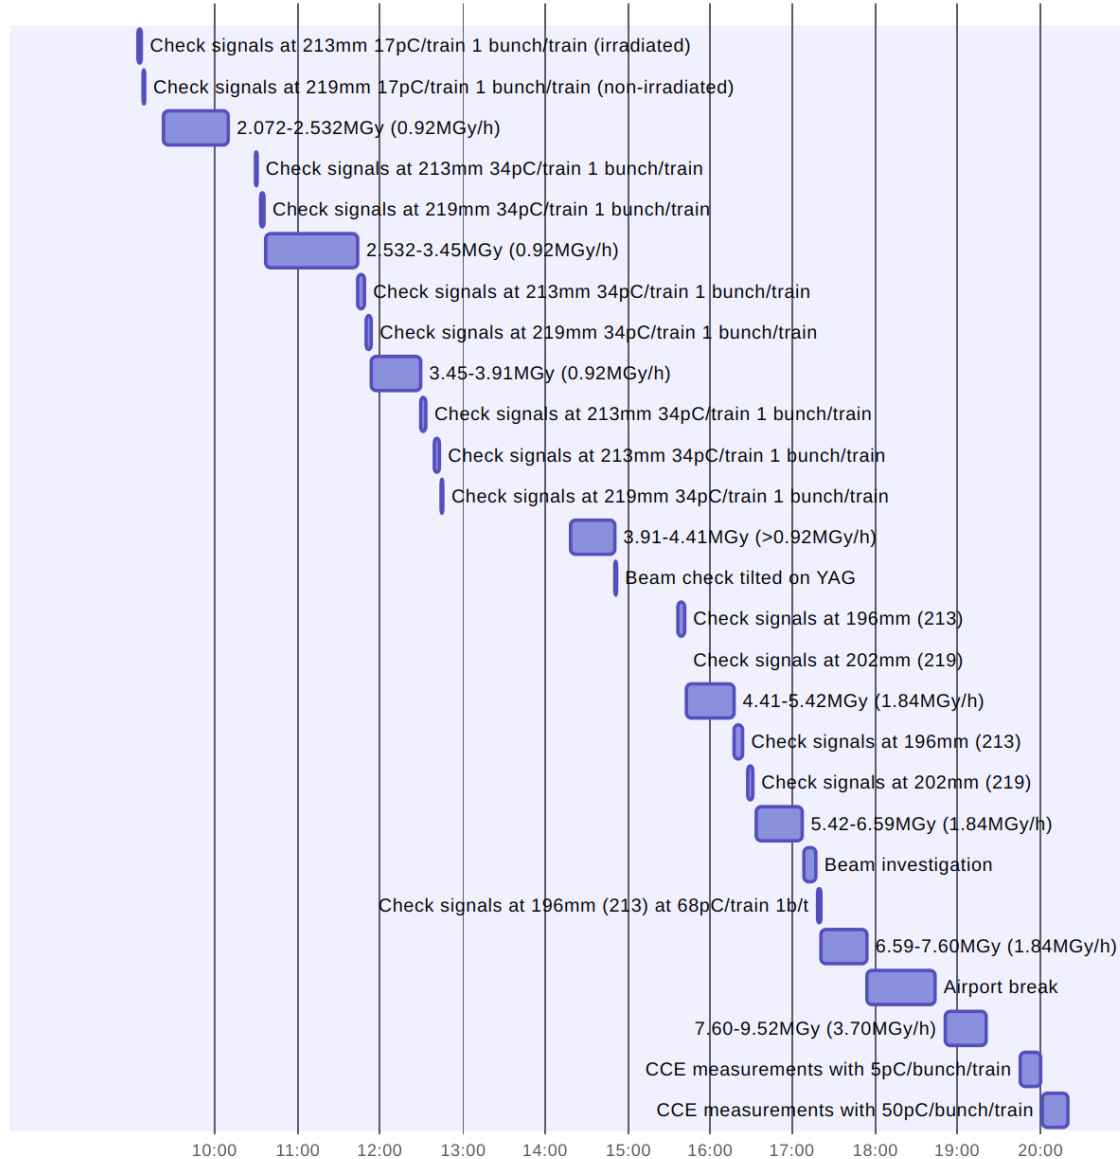 Check signals at 213mm 17pC/train 1 bunch/train (irradiated)
Check signals at 219mm 17pC/train 1 bunch/train (non-irradiated)
2.072-2.532MGy (0.92MGy/h)
Check signals at 213mm 34pC/train 1 bunch/train
Check signals at 219mm 34pC/train 1 bunch/train
2.532-3.45MGy (0.92MGy/h)
Check signals at 213mm 34pC/train 1 bunch/train
Check signals at 219mm 34pC/train 1 bunch/train
3.45-3.91MGy (0.92MGy/h)
Check signals at 213mm 34pC/train 1 bunch/train
Check signals at 213mm 34pC/train 1 bunch/train
Check signals at 219mm 34pC/train 1 bunch/train
3.91-4.41MGy (>0.92MGy/h)
Beam check tilted on YAG
Check signals at 196mm (213)
Check signals at 202mm (219)
4.41-5.42MGy (1.84MGy/h)
Check signals at 196mm (213)
Check signals at 202mm (219)
5.42-6.59MGy (1.84MGy/h)
Beam investigation
Check signals at 196mm (213) at 68pC/train 1b/t
6.59-7.60MGy (1.84MGy/h)
Airport break
7.60-9.52MGy (3.70MGy/h)
CCE measurements with 5pC/bunch/train
CCE measurements with 50pC/bunch/train
10:00 11:00 12:00 13:00 14:00 15:00 16:00 17:00 18:00 19:00 20:00